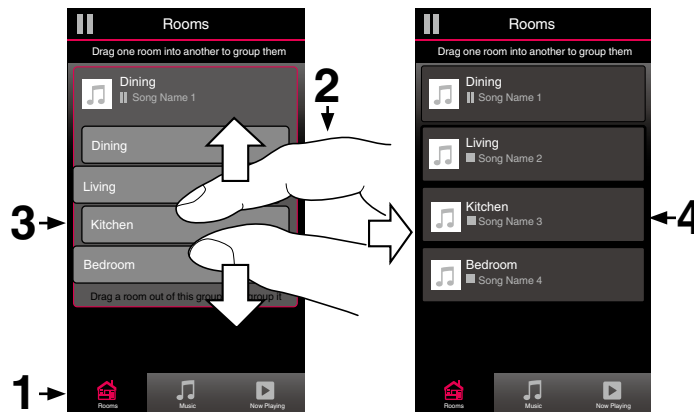 Rooms
Drag one room into another to group them
Dining
Song Name 1
2
Dining
Living
3
Kitchen
Bedroom
Drag a room out of this group group it
1
Rooms
Music
Now Playing
Rooms
Drag one room into another to group them
Dining
Song Name 1
Living
Song Name 2
Kitchen
Song Name 3
4
Bedroom
Song Name 4
Rooms
Music
Now Playing